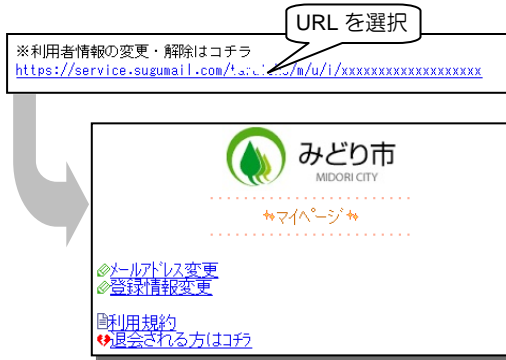 URL を選択
※利用者情報の変更・解除はコチラ
https://service.sugumail.com/ /m/u/i/xxxxxxxxxxxxxxxxxxx
みどり市
MIDORI CITY
マイページ
メールアドレス変更
登録情報変更
利用規約
退会される方はコチラ